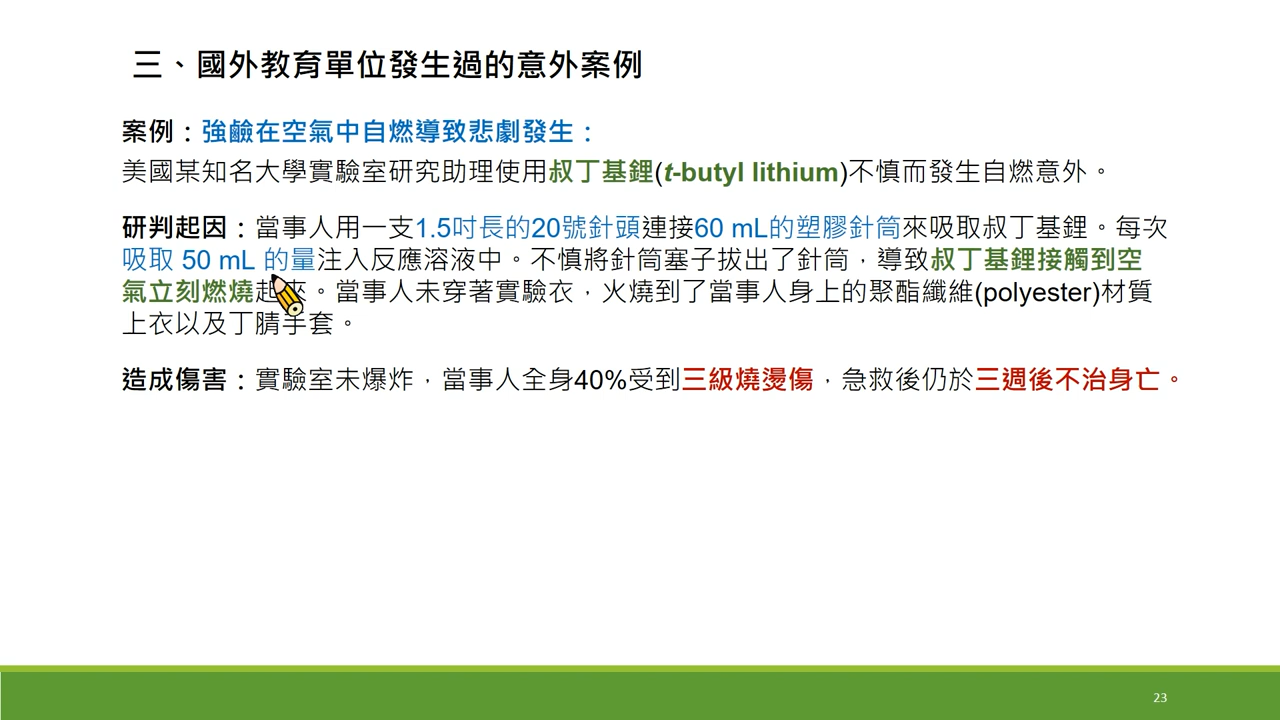 三、國外教育單位發生過的意外案例
案例：強鹼在空氣中自燃導致悲劇發生：
美國某知名大學實驗室研究助理使用叔丁基鋰(t-butyl lithium)不慎而發生自燃意外。
研判起因：當事人用一支1.5吋長的20號針頭連接60 mL的塑膠針筒來吸取叔丁基鋰。每次
吸取 50 mL 的量注入反應溶液中。不慎將針筒塞子拔出了針筒，導致叔丁基鋰接觸到空
氣立刻燃燒起來。當事人未穿著實驗衣，火燒到了當事人身上的聚酯纖維(polyester)材質
上衣以及丁腈手套。
造成傷害：實驗室未爆炸，當事人全身40%受到三級燒燙傷，急救後仍於三週後不治身亡。
23